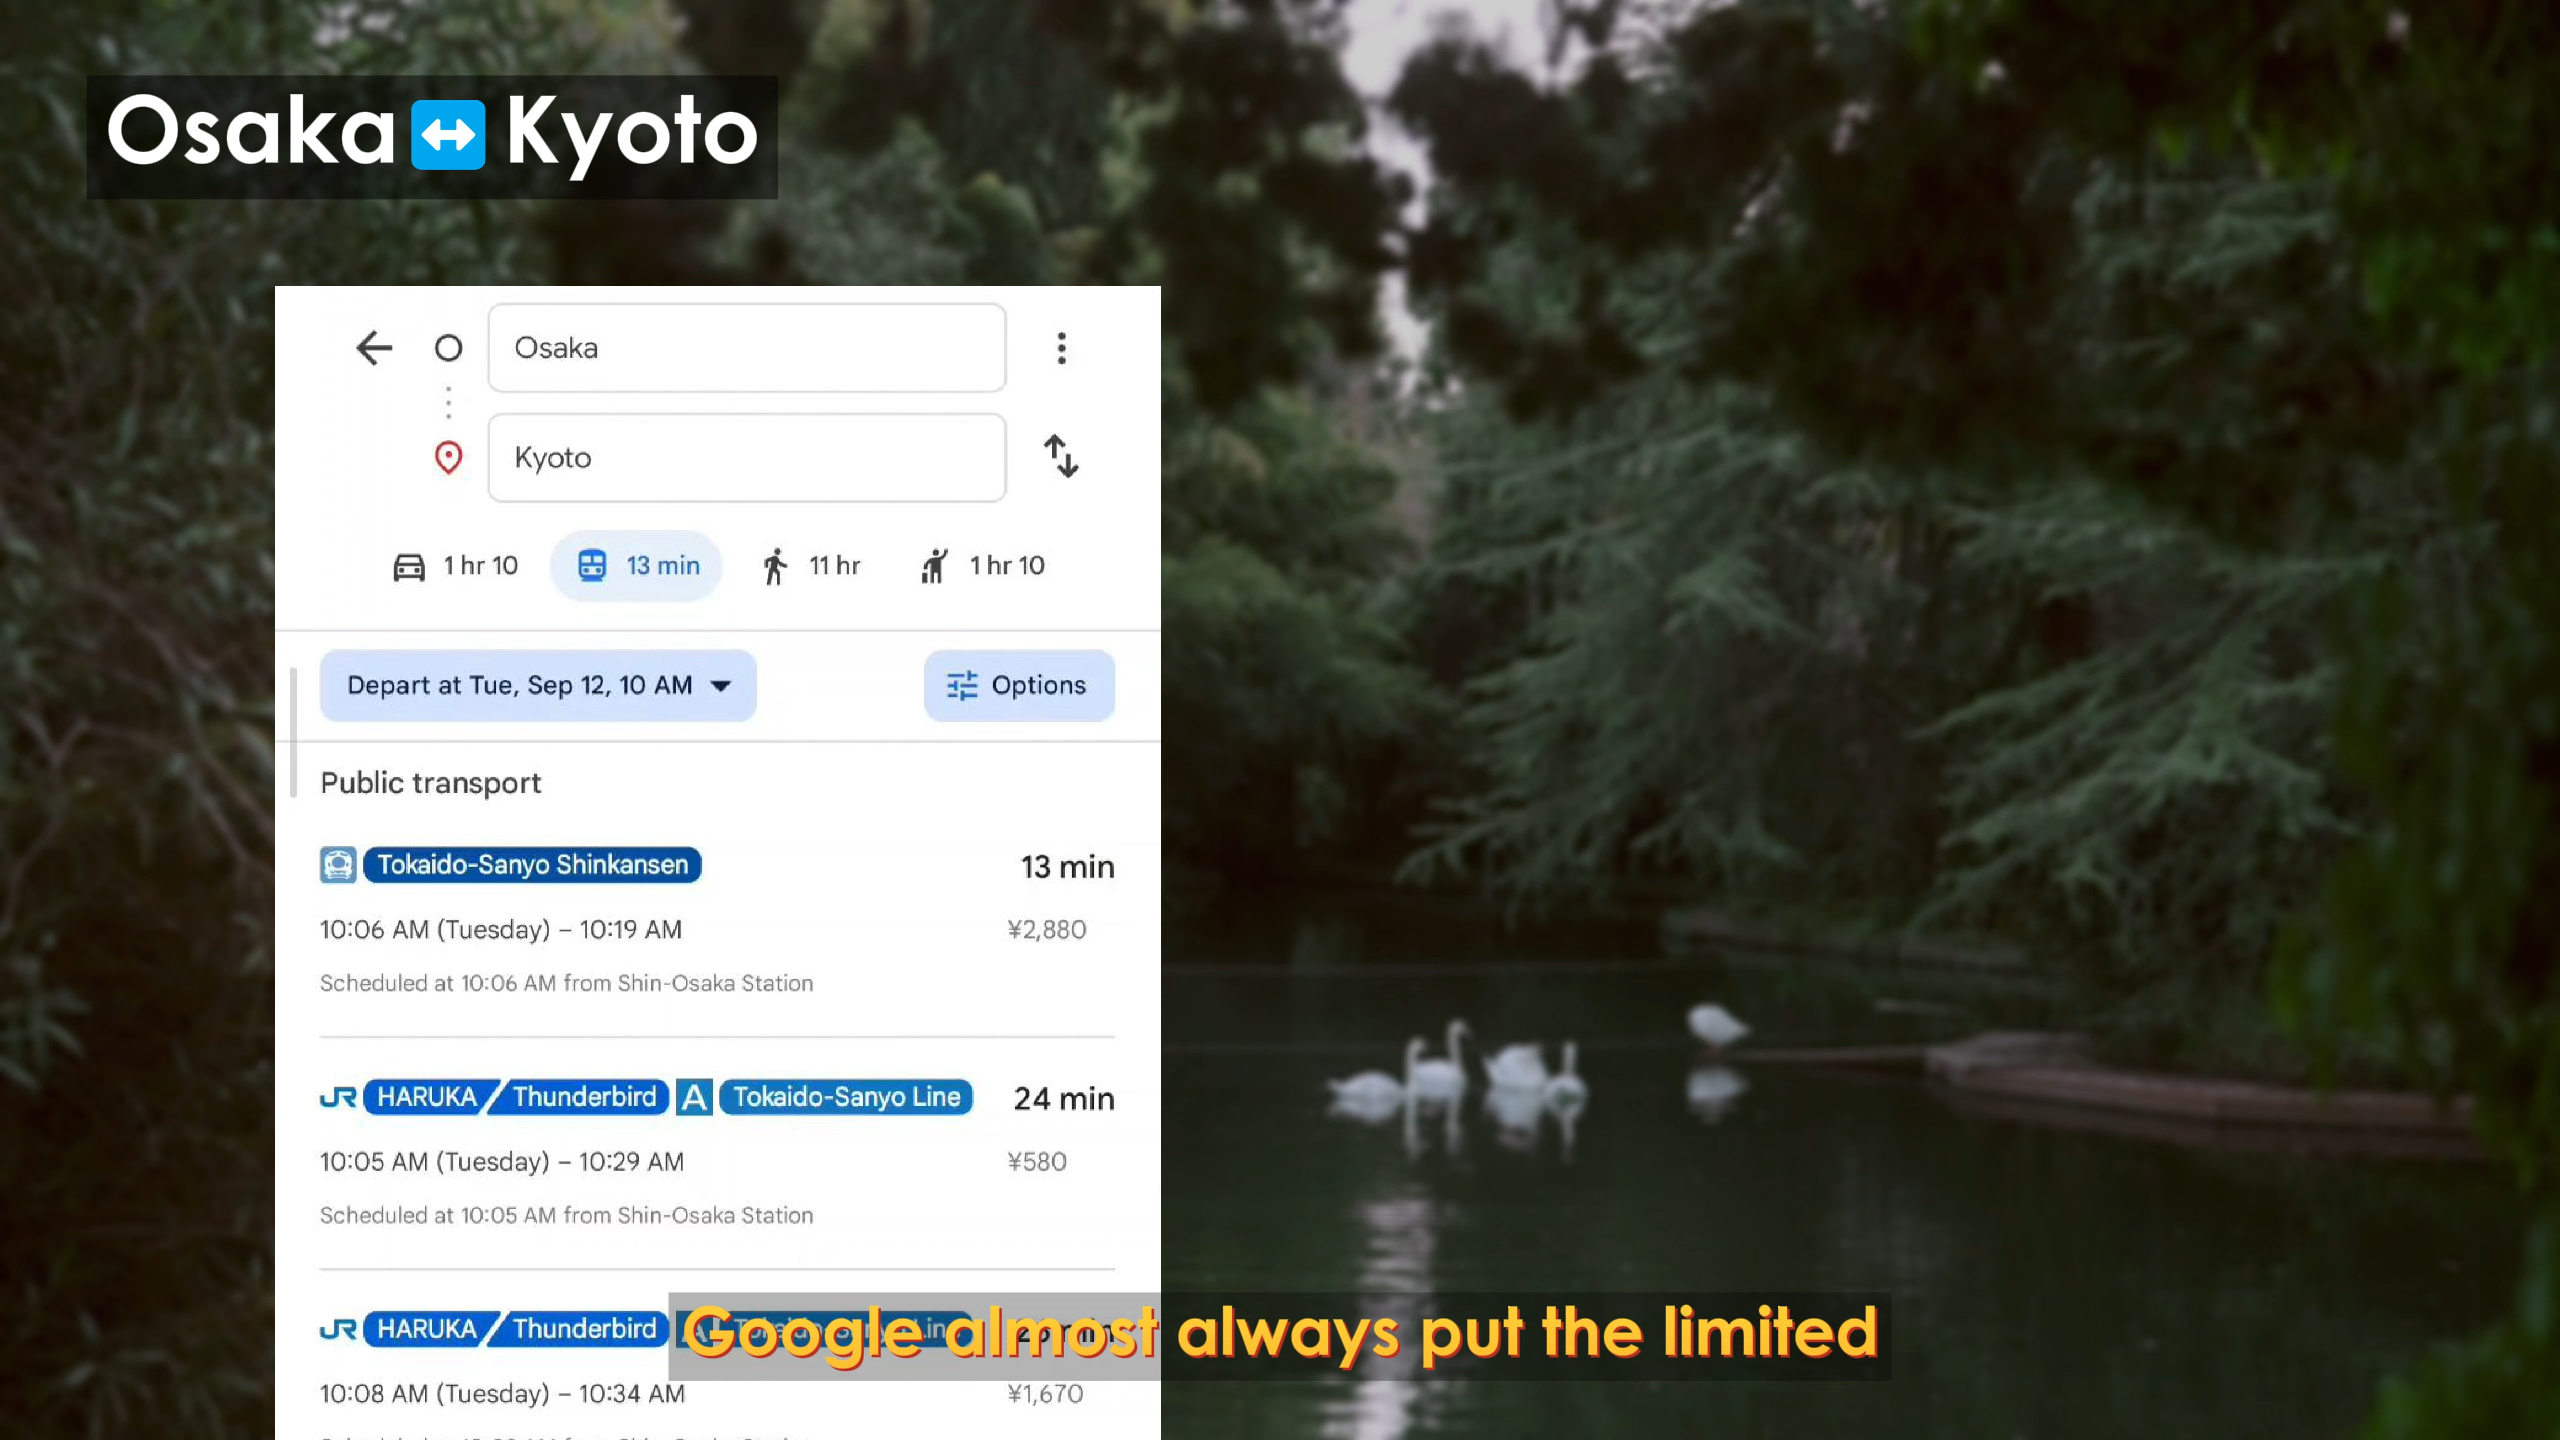 Osaka ↔ Kyoto
Osaka
Kyoto
1 hr 10 13 min 11 hr 1 hr 10
Depart at Tue, Sep 12, 10 AM Options
Public transport
Tokaido-Sanyo Shinkansen 13 min
10:06 AM (Tuesday) – 10:19 AM ¥2,880
Scheduled at 10:06 AM from Shin-Osaka Station
JR HARUKA / Thunderbird A Tokaido-Sanyo Line 24 min
10:05 AM (Tuesday) – 10:29 AM ¥580
Scheduled at 10:05 AM from Shin-Osaka Station
JR HARUKA / Thunderbird
Google almost always put the limited
10:08 AM (Tuesday) – 10:34 AM ¥1,670